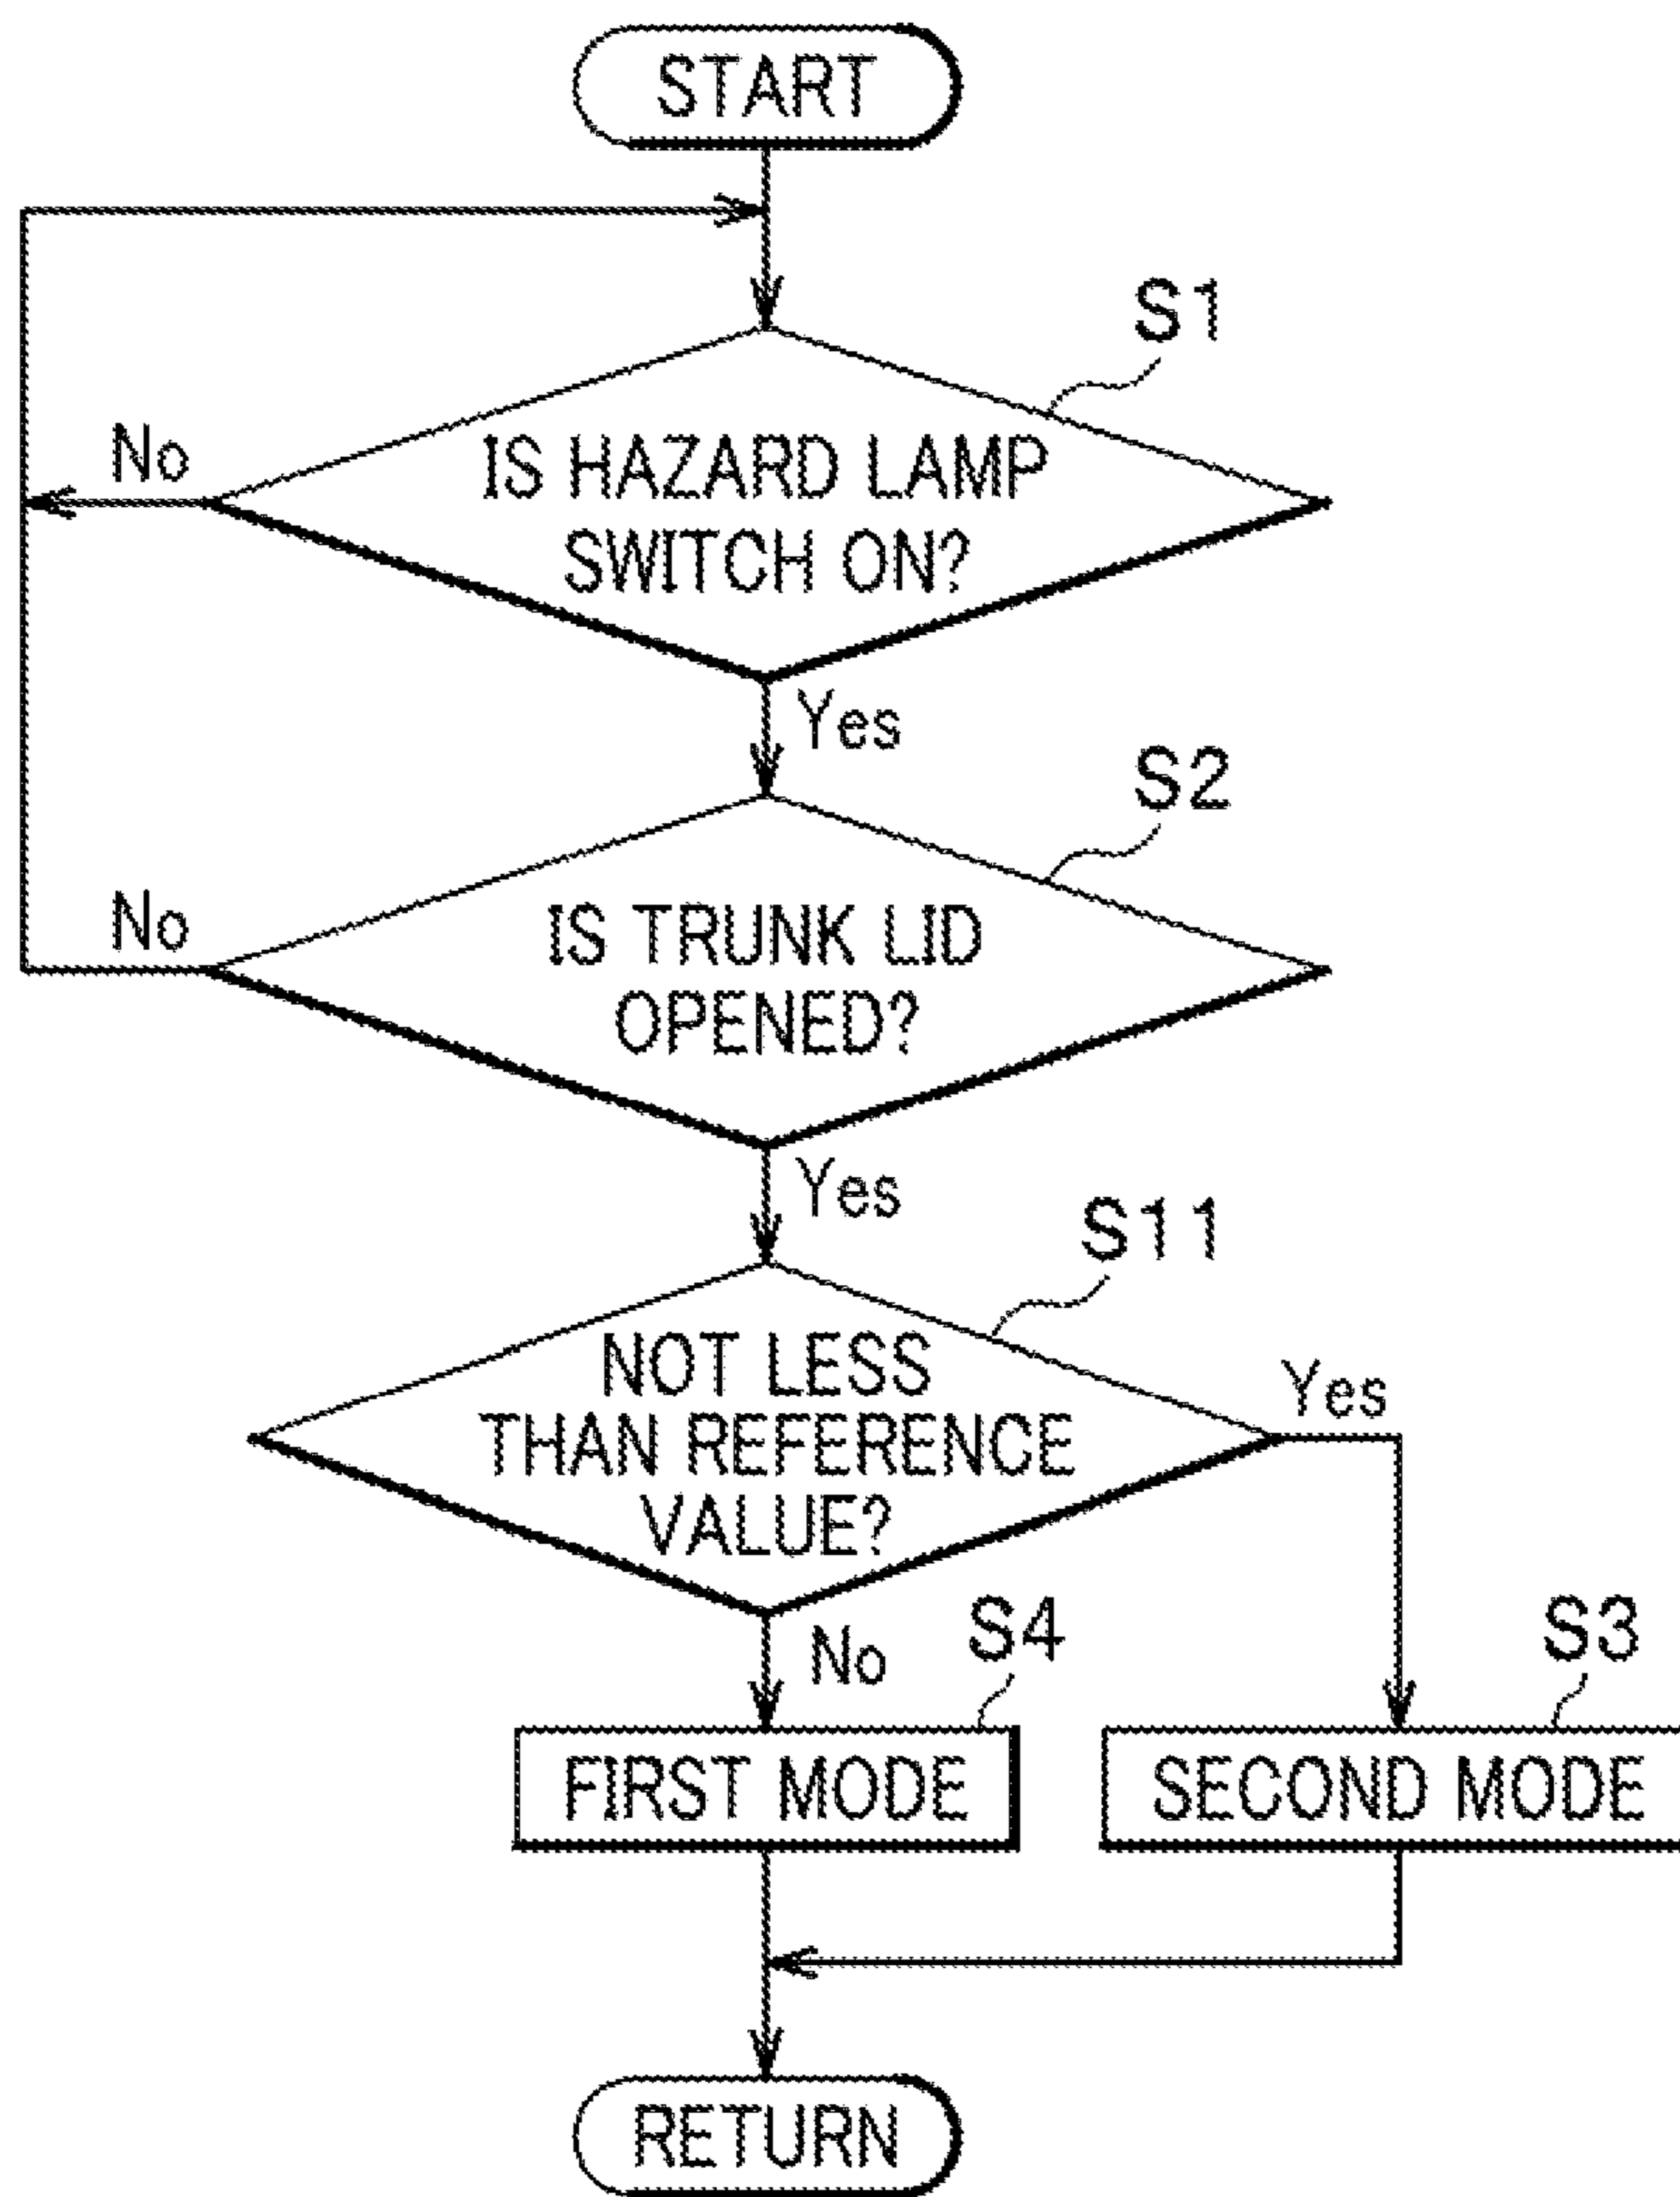 START
S1
IS HAZARD LAMP
SWITCH ON?
No
Yes
S2
IS TRUNK LID
OPENED?
No
Yes
S11
NOT LESS
THAN REFERENCE
VALUE?
Yes
No
S4
S3
FIRST MODE
SECOND MODE
RETURN